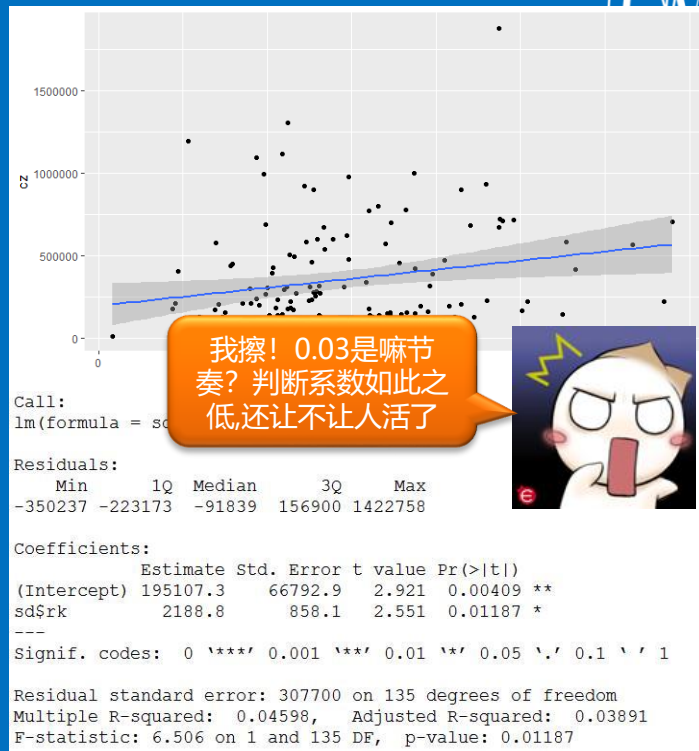 1500000
1000000
cz
500000
0
0
我擦！0.03是嘛节
奏？判断系数如此之
低,还让不让人活了
Call:
lm(formula = sd
Residuals:
Min 1Q Median 3Q Max
-350237 -223173 -91839 156900 1422758
Coefficients:
Estimate Std. Error t value Pr(>|t|)
(Intercept) 195107.3 66792.9 2.921 0.00409 **
sd$rk 2188.8 858.1 2.551 0.01187 *
---
Signif. codes: 0 ‘***’ 0.001 ‘**’ 0.01 ‘*’ 0.05 ‘.’ 0.1 ‘ ’ 1
Residual standard error: 307700 on 135 degrees of freedom
Multiple R-squared: 0.04598, Adjusted R-squared: 0.03891
F-statistic: 6.506 on 1 and 135 DF, p-value: 0.01187